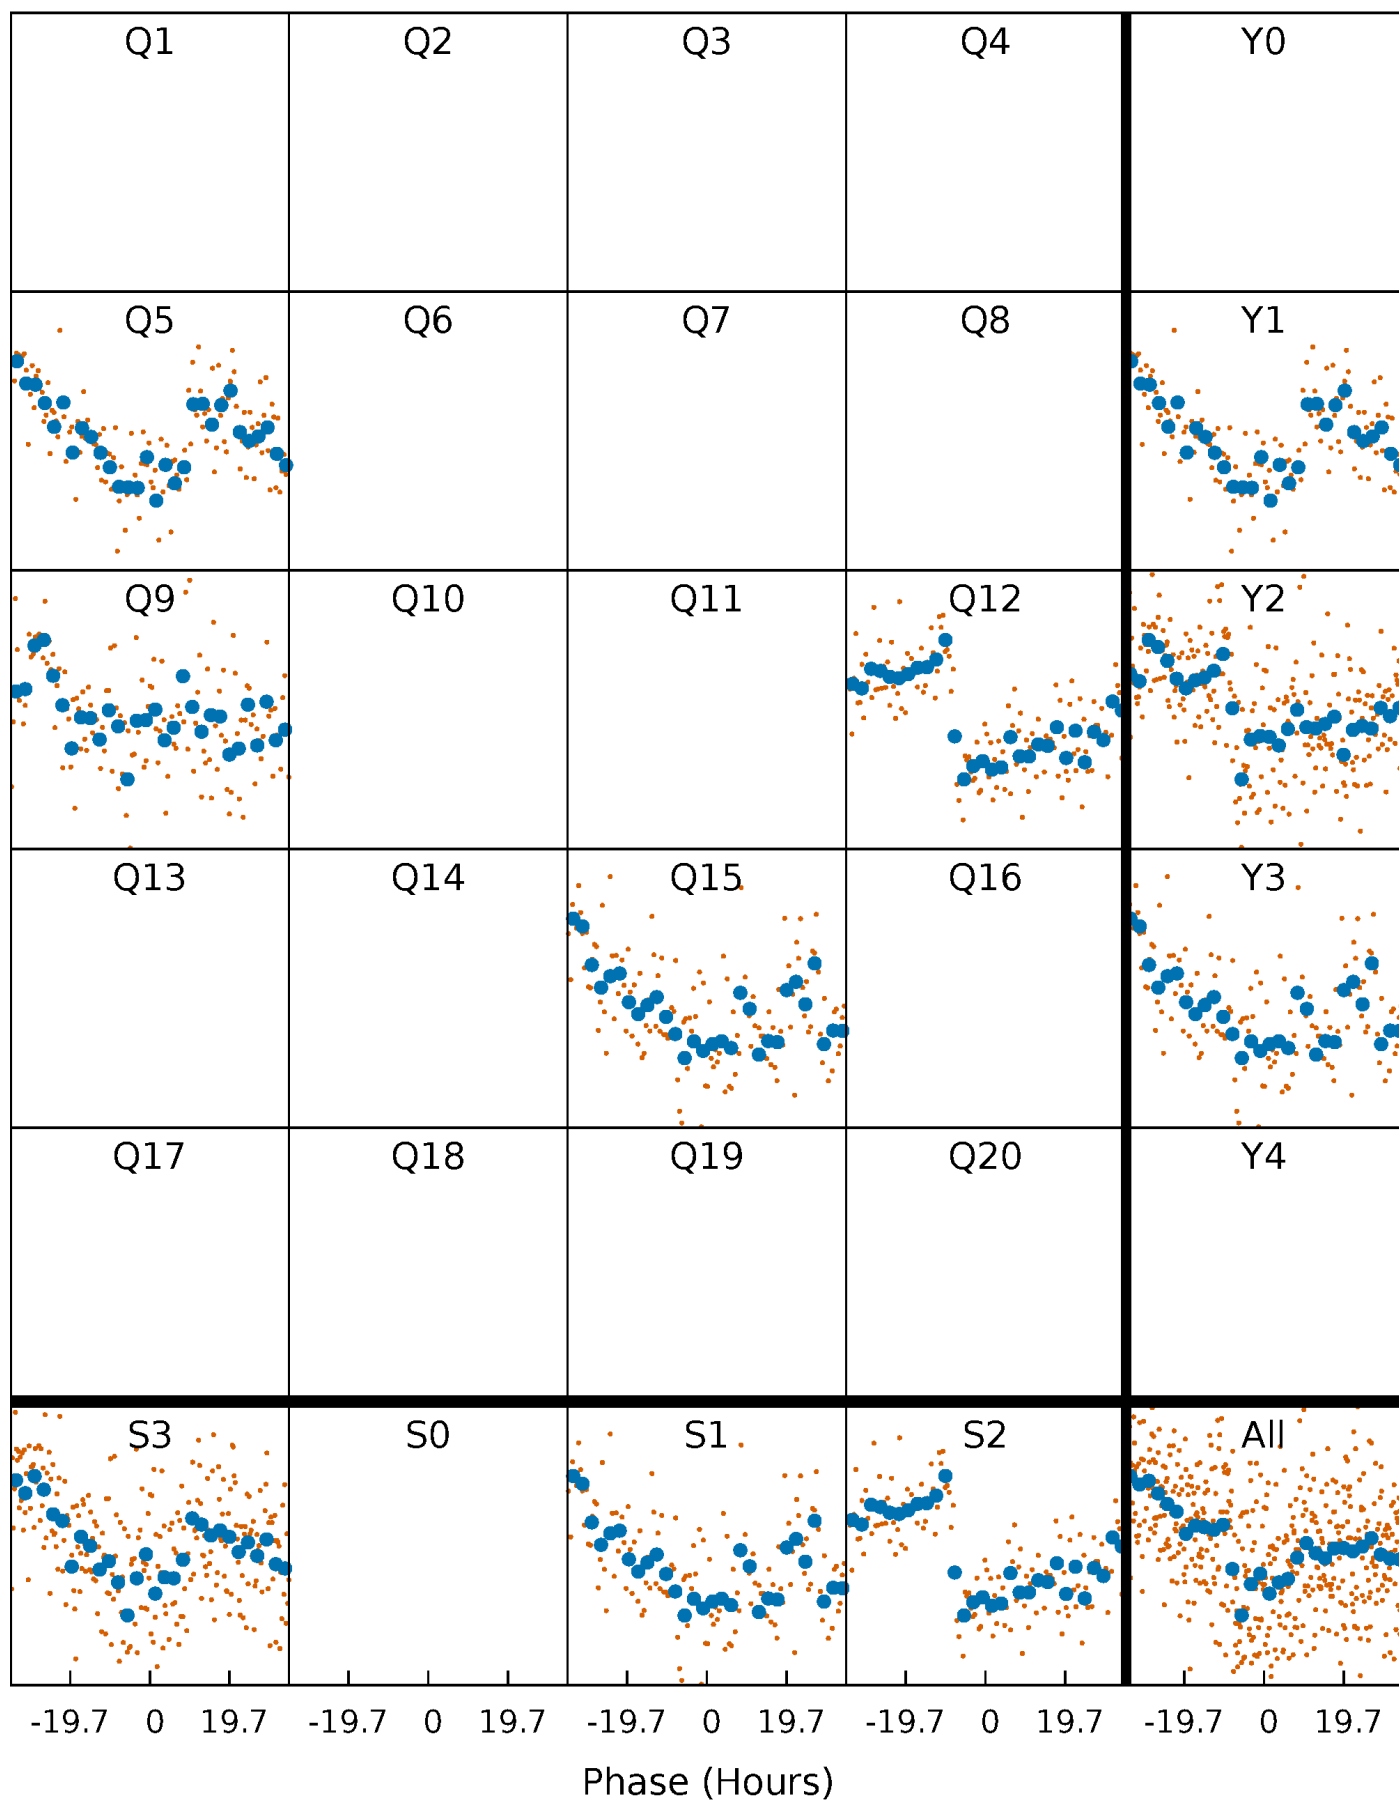 Q1 Q2 Q3 Q4 Y0
Q5 Q6 Q7 Q8 Y1
Q9 Q10 Q11 Q12 Y2
Q13 Q14 Q15 Q16 Y3
Q17 Q18 Q19 Q20 Y4
S3 S0 S1 S2 All
-19.7 0 19.7 -19.7 0 19.7 -19.7 0 19.7 -19.7 0 19.7 -19.7 0 19.7
Phase (Hours)